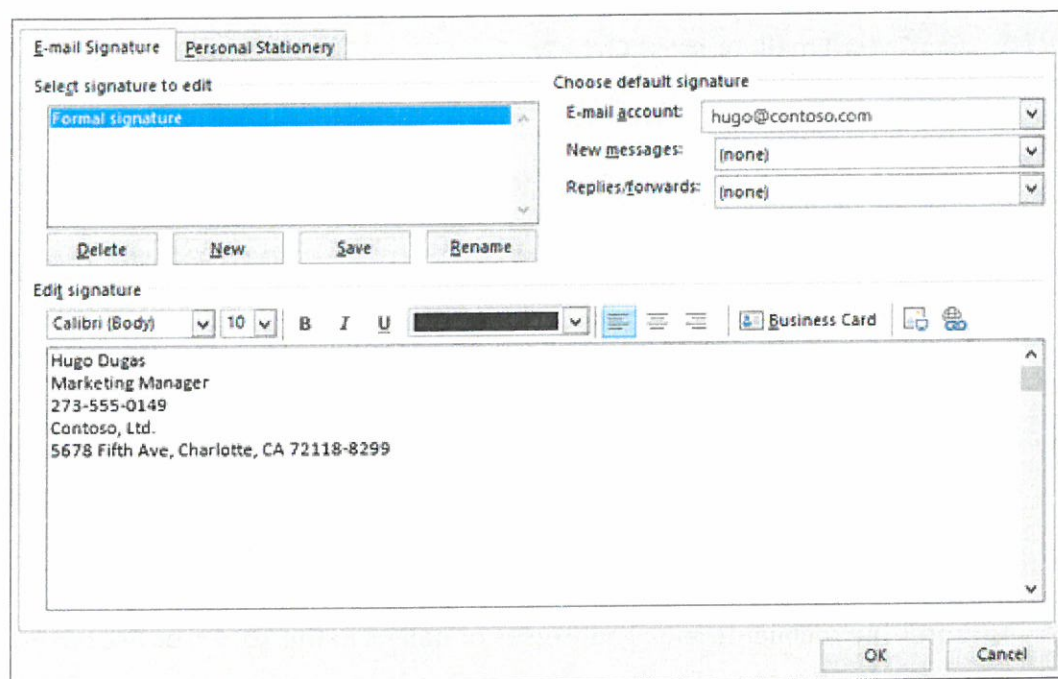 E-mail Signature
Personal Stationery
Select signature to edit
Formal signature
Delete
New
Save
Rename
Choose default signature
E-mail account:
hugo@contoso.com
New messages:
(none)
Replies/forwards:
(none)
Edit signature
Calibri (Body)
10
B
I
U
Business Card
Hugo Dugas
Marketing Manager
273-555-0149
Contoso, Ltd.
5678 Fifth Ave, Charlotte, CA 72118-8299
OK
Cancel